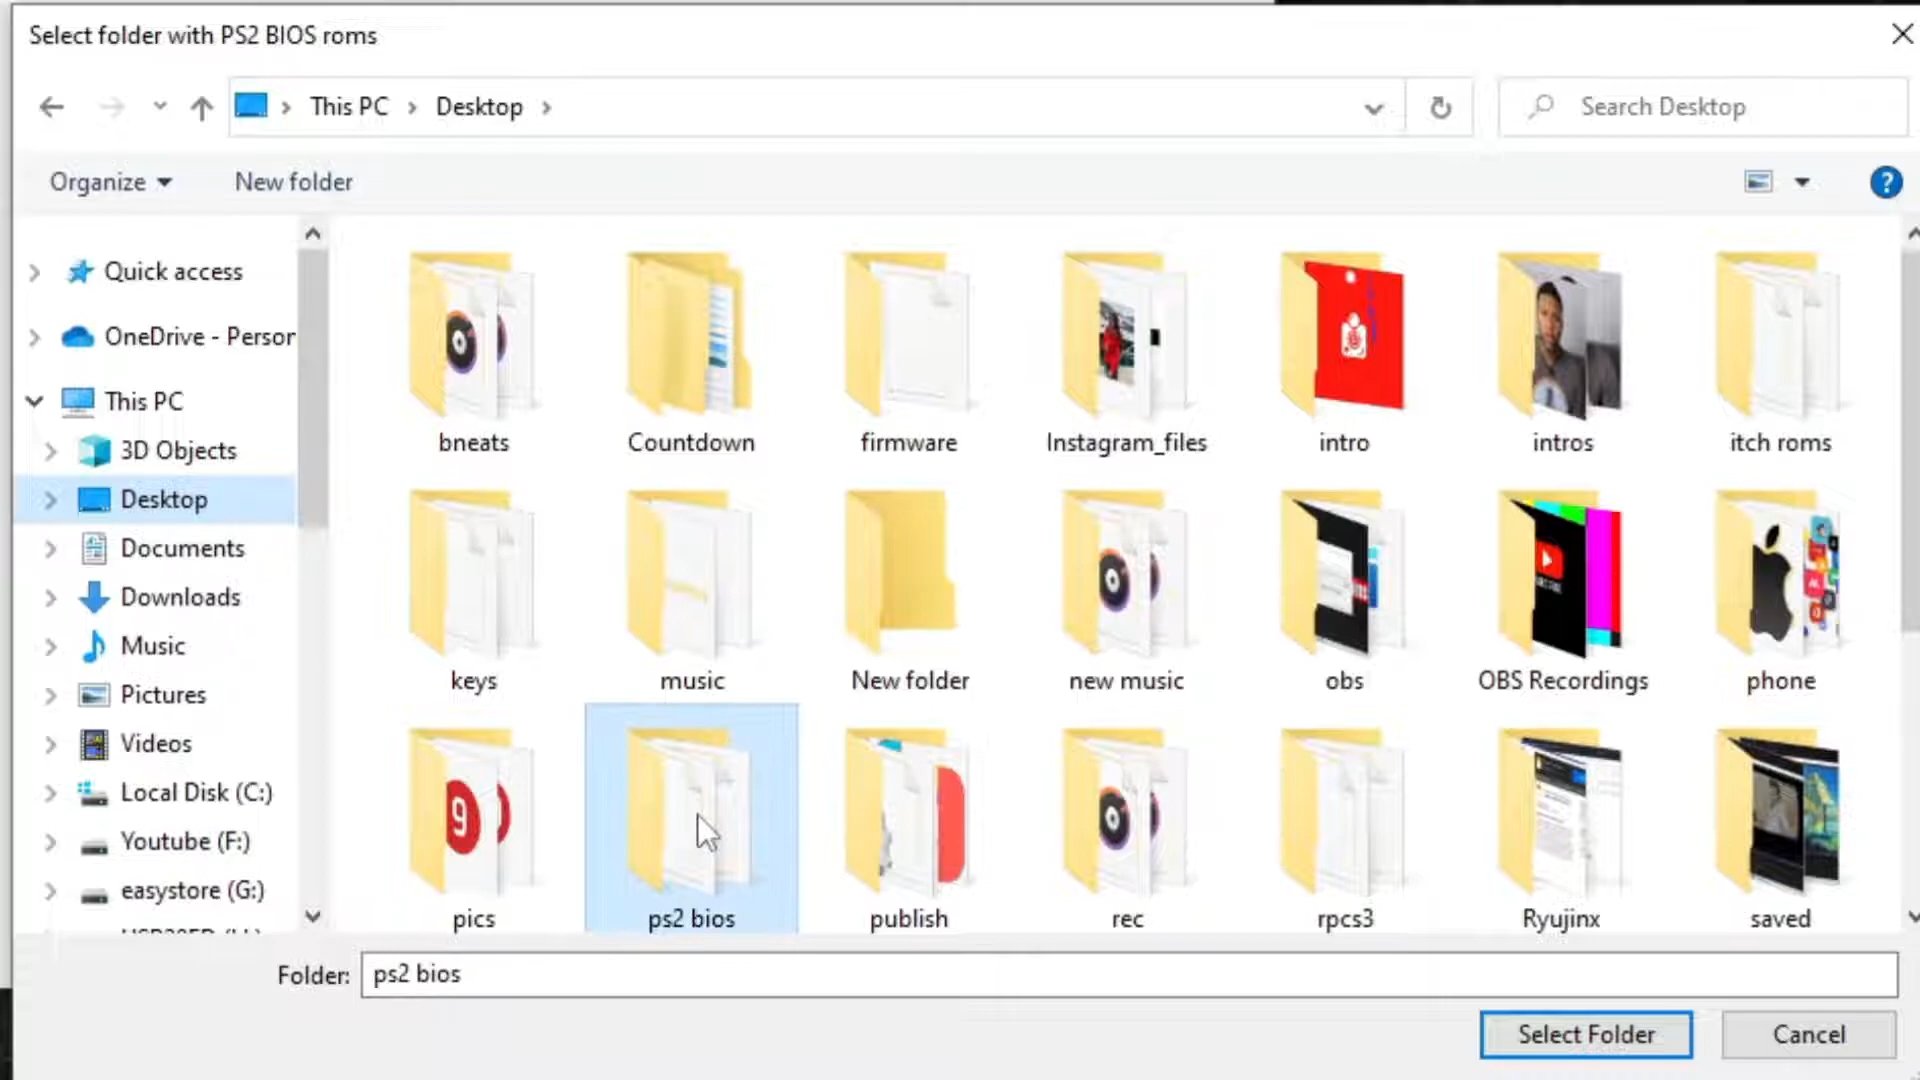 Select folder with PS2 BIOS roms
This PC
Desktop
Search Desktop
Organize
New folder
Quick access
OneDrive - Person
This PC
3D Objects
Desktop
Documents
Downloads
Music
Pictures
Videos
Local Disk (C:)
Youtube (F:)
easystore (G:)
bneats
Countdown
firmware
Instagram_files
intro
intros
itch roms
keys
music
New folder
new music
obs
OBS Recordings
phone
9
pics
ps2 bios
publish
rec
rpcs3
Ryujinx
saved
Folder:
ps2 bios
Select Folder
Cancel